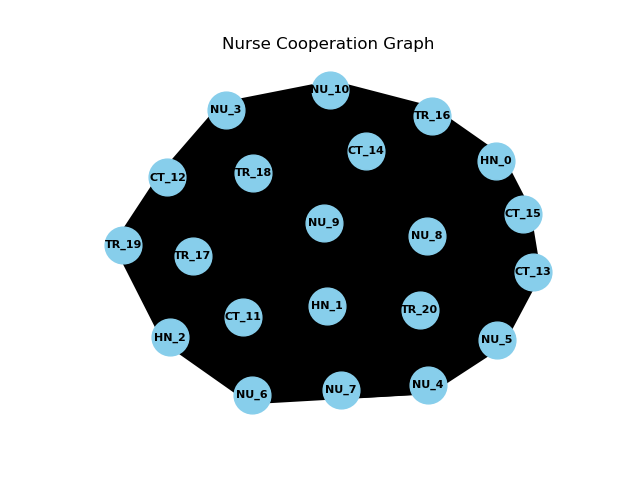 Nurse Cooperation Graph
NU_10
NU_3
TR_16
CT_14
HN_0
TR_18
CT_12
CT_15
NU_9
NU_8
TR_19
TR_17
CT_13
HN_1
TR_20
CT_11
HN_2
NU_5
NU_4
NU_7
NU_6